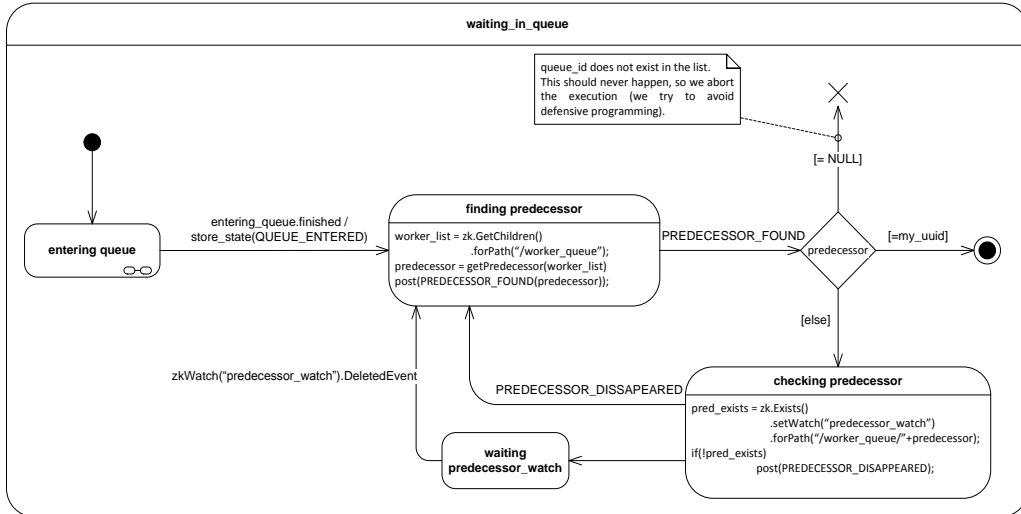 waiting_in_queue
queue_id does not exist in the list.
This should never happen, so we abort
the execution (we try to avoid
defensive programming).
[= NULL]
entering queue
entering_queue.finished /
store_state(QUEUE_ENTERED)
finding predecessor
worker_list = zk.GetChildren()
.forPath("/worker_queue");
predecessor = getPredecesor(worker_list)
post(PREDECESSOR_FOUND(predecessor));
PREDECESSOR_FOUND
predecessor
[=my_uuid]
[else]
zkWatch("predecessor_watch").DeletedEvent
PREDECESSOR_DISSAPEARED
waiting
predecessor_watch
checking predecessor
pred_exists = zk.Exists()
.setWatch("predecessor_watch")
.forPath("/worker_queue/"+predecessor);
if(!pred_exists)
post(PREDECESSOR_DISAPPEARED);